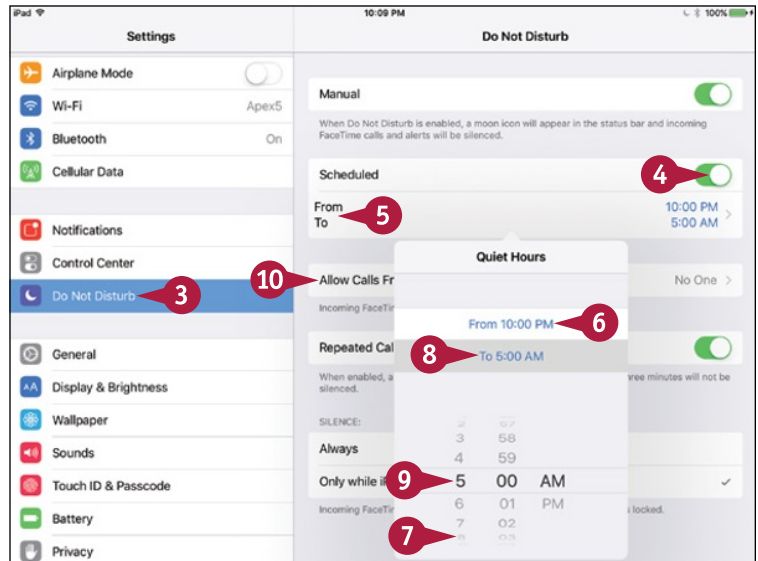 iPad 10:09 PM 100%
Settings
Airplane Mode
Wi-Fi Apex5
Bluetooth On
Cellular Data
Notifications
Control Center
Do Not Disturb 3
General
Display & Brightness
Wallpaper
Sounds
Touch ID & Passcode
Battery
Privacy
Do Not Disturb
Manual
When Do Not Disturb is enabled, a moon icon will appear in the status bar and incoming
FaceTime calls and alerts will be silenced.
Scheduled 4
From 10:00 PM
To 5:00 AM
5
10 Allow Calls Fr No One
Incoming FaceTi
Repeated Cal
When enabled, a ree minutes will not be
silenced.
SILENCE:
Always
Only while iP
Incoming FaceTi s locked.
Quiet Hours
From 10:00 PM 6
8 To 5:00 AM
2 57
3 58
4 59
9 5 00 AM
6 01 PM
7 02
7 8 03